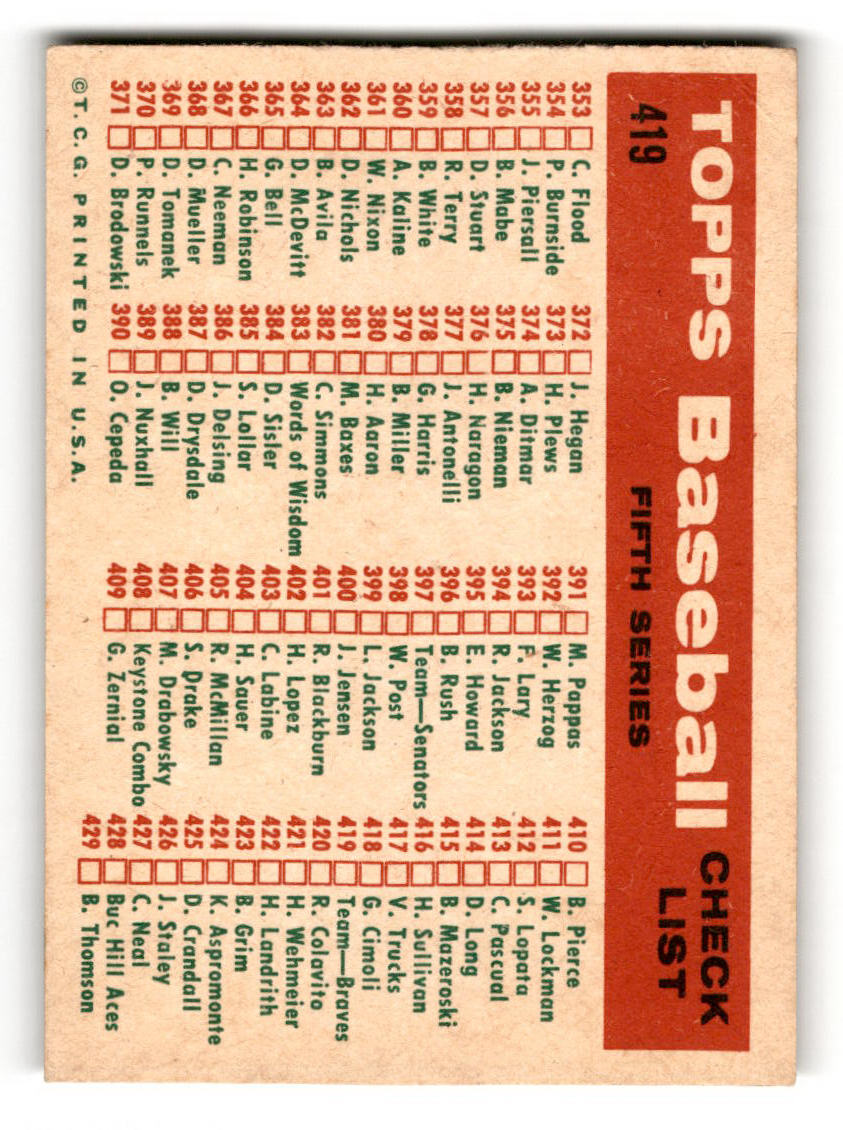 TOPPS Baseball CHECK LIST
419
FIFTH SERIES
353 C. Flood
354 P. Burnside
355 J. Piersall
356 B. Mabe
357 D. Stuart
358 R. Terry
359 B. White
360 A. Kaline
361 W. Nixon
362 D. Nichols
363 B. Avila
364 D. McDevitt
365 G. Bell
366 H. Robinson
367 C. Neeman
368 D. Mueller
369 D. Tomanek
370 P. Runnels
371 D. Brodowski
372 J. Hegan
373 H. Plews
374 A. Ditmar
375 B. Nieman
376 H. Naragon
377 J. Antonelli
378 G. Harris
379 B. Miller
380 H. Aaron
381 M. Baxes
382 C. Simmons
383 Words of Wisdom
384 D. Sisler
385 S. Lollar
386 J. Delsing
387 D. Drysdale
388 B. Will
389 J. Nuxhall
390 O. Cepeda
391 M. Pappas
392 W. Herzog
393 F. Lary
394 R. Jackson
395 E. Howard
396 B. Rush
397 Team—Senators
398 W. Post
399 L. Jackson
400 J. Jensen
401 R. Blackburn
402 H. Lopez
403 C. Labine
404 H. Sauer
405 R. McMillan
406 S. Drake
407 M. Drabowsky
408 Keystone Combo
409 G. Zernial
410 B. Pierce
411 W. Lockman
412 S. Lopata
413 C. Pascual
414 D. Long
415 B. Mazeroski
416 H. Sullivan
417 V. Trucks
418 G. Cimoli
419 Team—Braves
420 R. Colavito
421 H. Wehmeier
422 H. Landrith
423 B. Grim
424 K. Aspromonte
425 D. Crandall
426 J. Staley
427 C. Neal
428 Buc Hill Aces
429 B. Thomson
©T. C. G. PRINTED IN U.S.A.